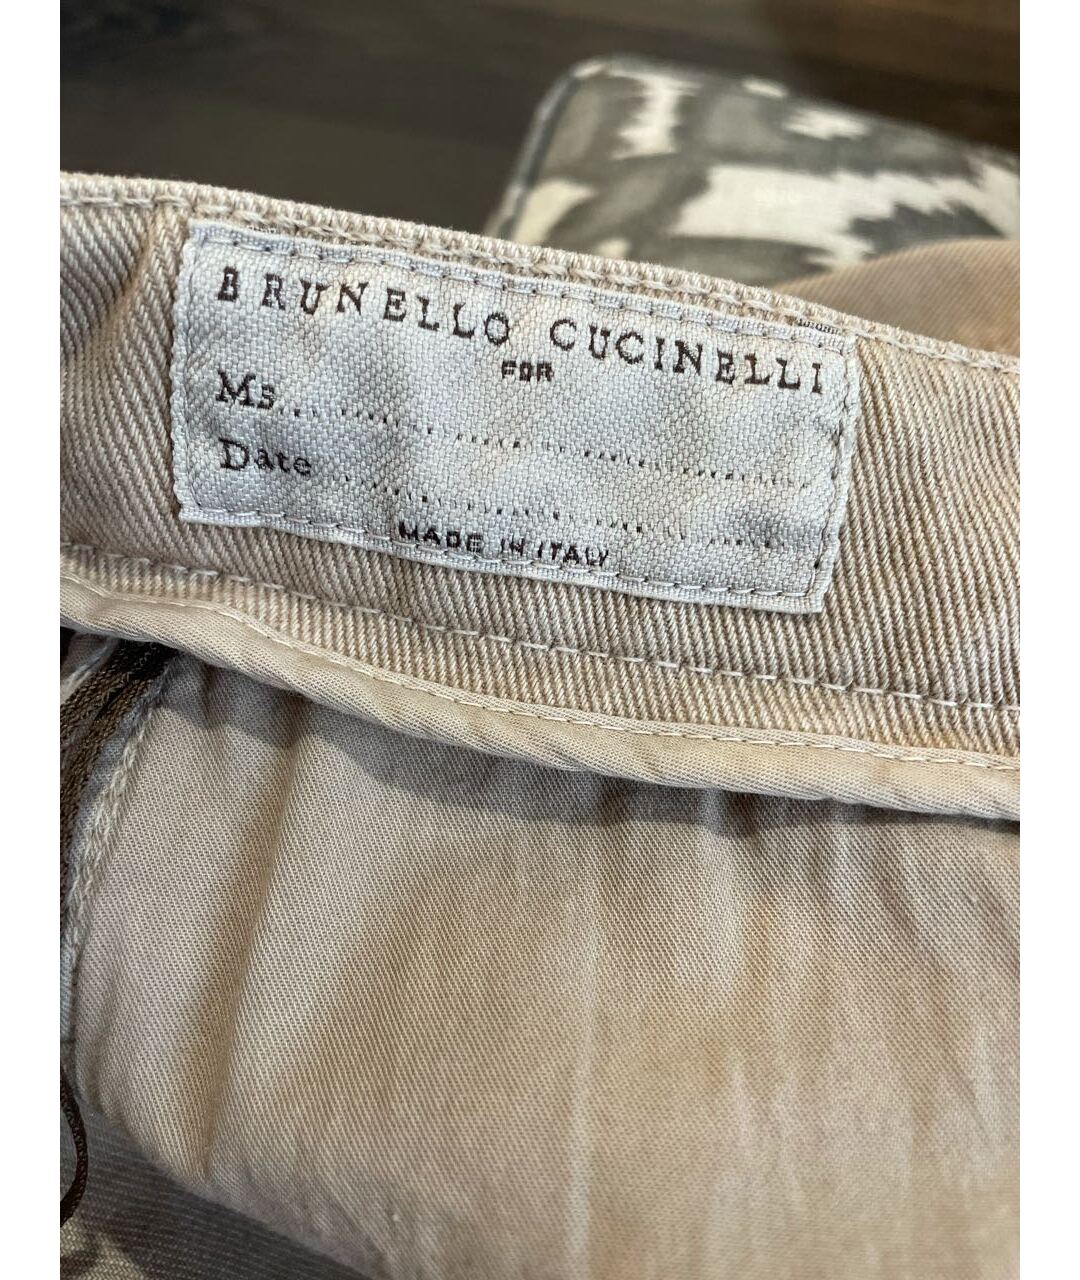 BRUNELLO CUCINELLI
FOR
Ms
Date
MADE IN ITALY